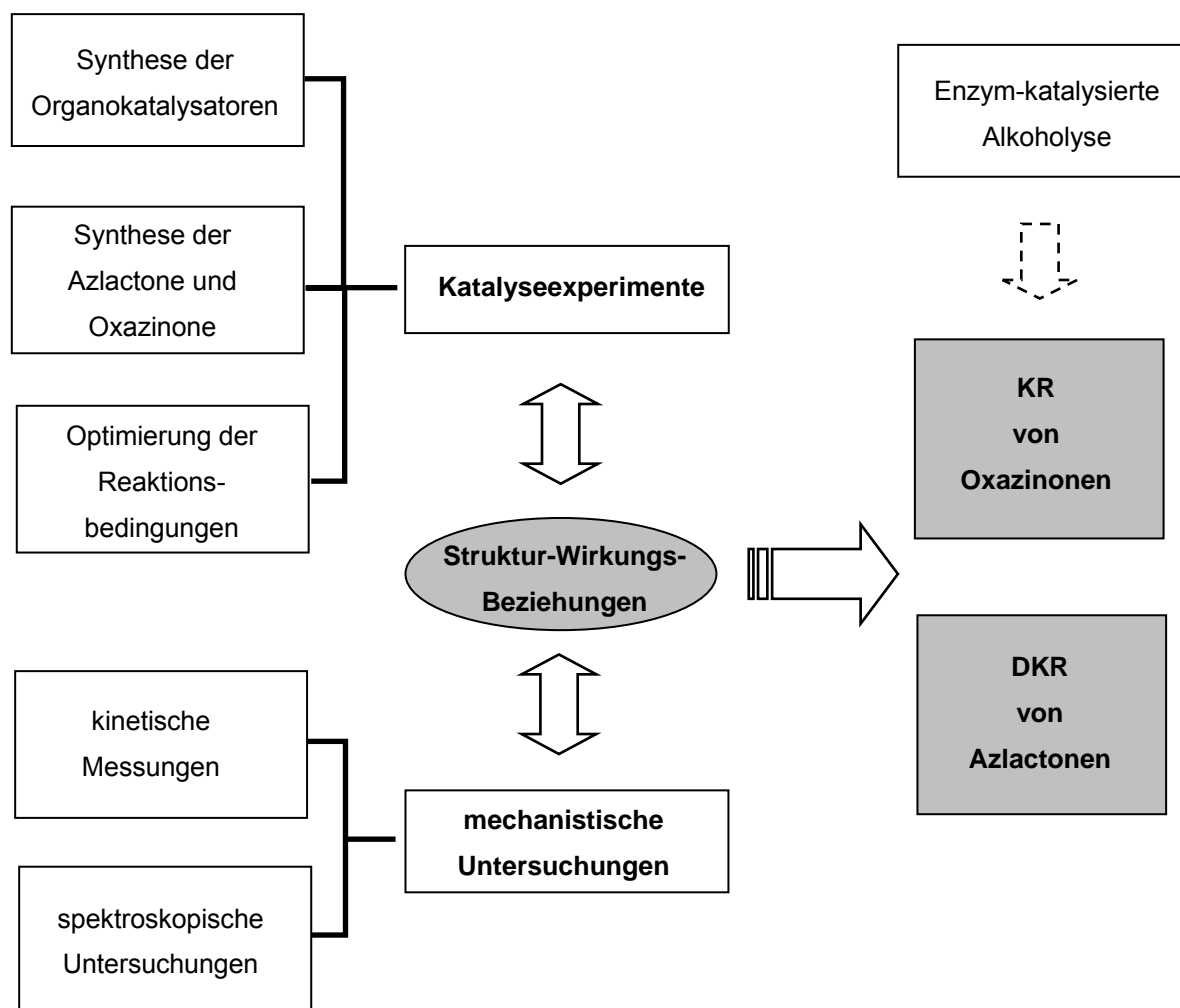 Synthese der
Organokatalysatoren
Synthese der
Azlactone und
Oxazinone
Optimierung der
Reaktions-
bedingungen
Katalyseexperimente
Struktur-Wirkungs-
Beziehungen
kinetische
Messungen
spektroskopische
Untersuchungen
mechanistische
Untersuchungen
Enzym-katalysierte
Alkoholyse
KR
von
Oxazinonen
DKR
von
Azlactonen